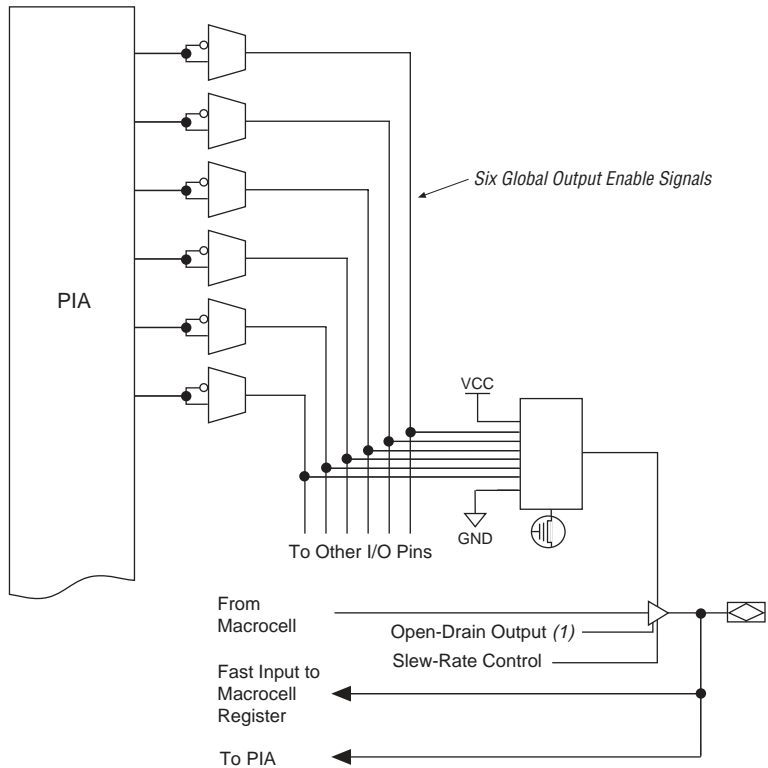 Six Global Output Enable Signals
PIA
VCC
GND
To Other I/O Pins
From
Macrocell
Open-Drain Output (1)
Slew-Rate Control
Fast Input to
Macrocell
Register
To PIA